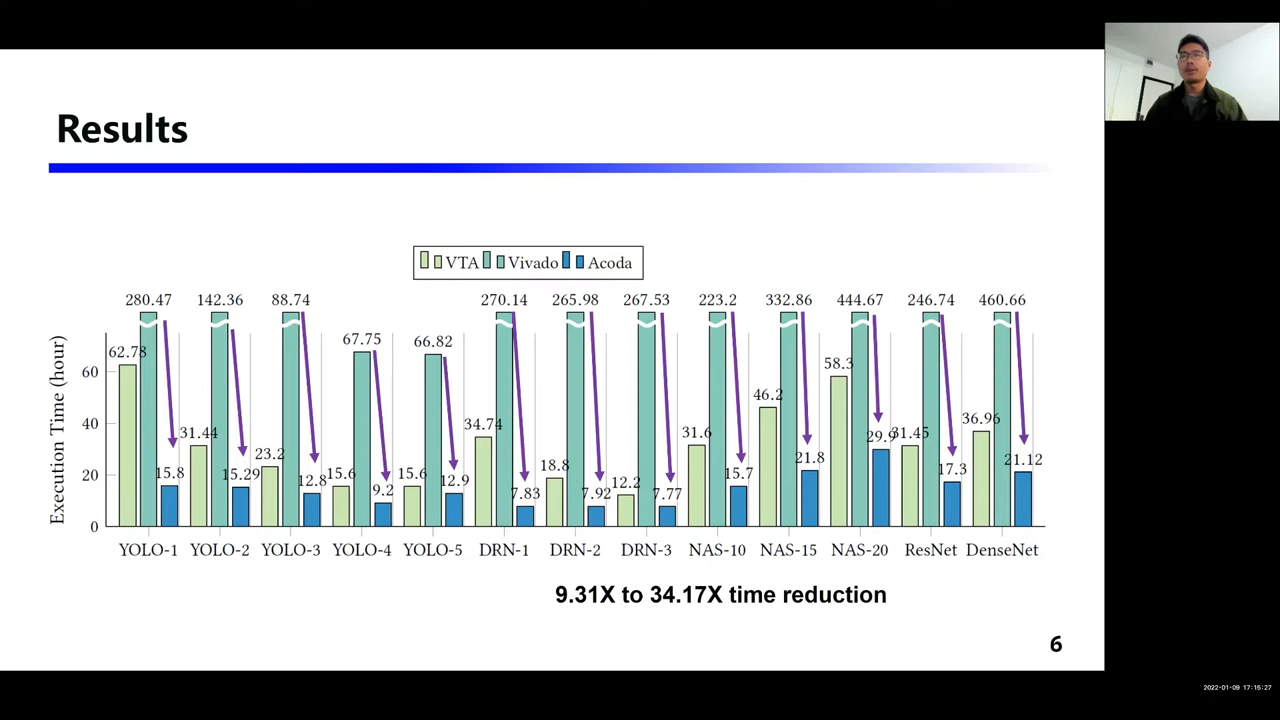 Results
VTA Vivado Acoda
280.47 142.36 88.74 67.75 66.82 270.14 265.98 267.53 223.2 332.86 444.67 246.74 460.66
62.78 31.44 23.2 15.6 15.6 34.74 18.8 12.2 31.6 46.2 58.3 31.45 36.96
15.8 15.29 12.8 9.2 12.9 7.83 7.92 7.77 15.7 21.8 29.9 17.3 21.12
Execution Time (hour)
60
40
20
0
YOLO-1 YOLO-2 YOLO-3 YOLO-4 YOLO-5 DRN-1 DRN-2 DRN-3 NAS-10 NAS-15 NAS-20 ResNet DenseNet
9.31X to 34.17X time reduction
6
2022-01-09 17:15:27